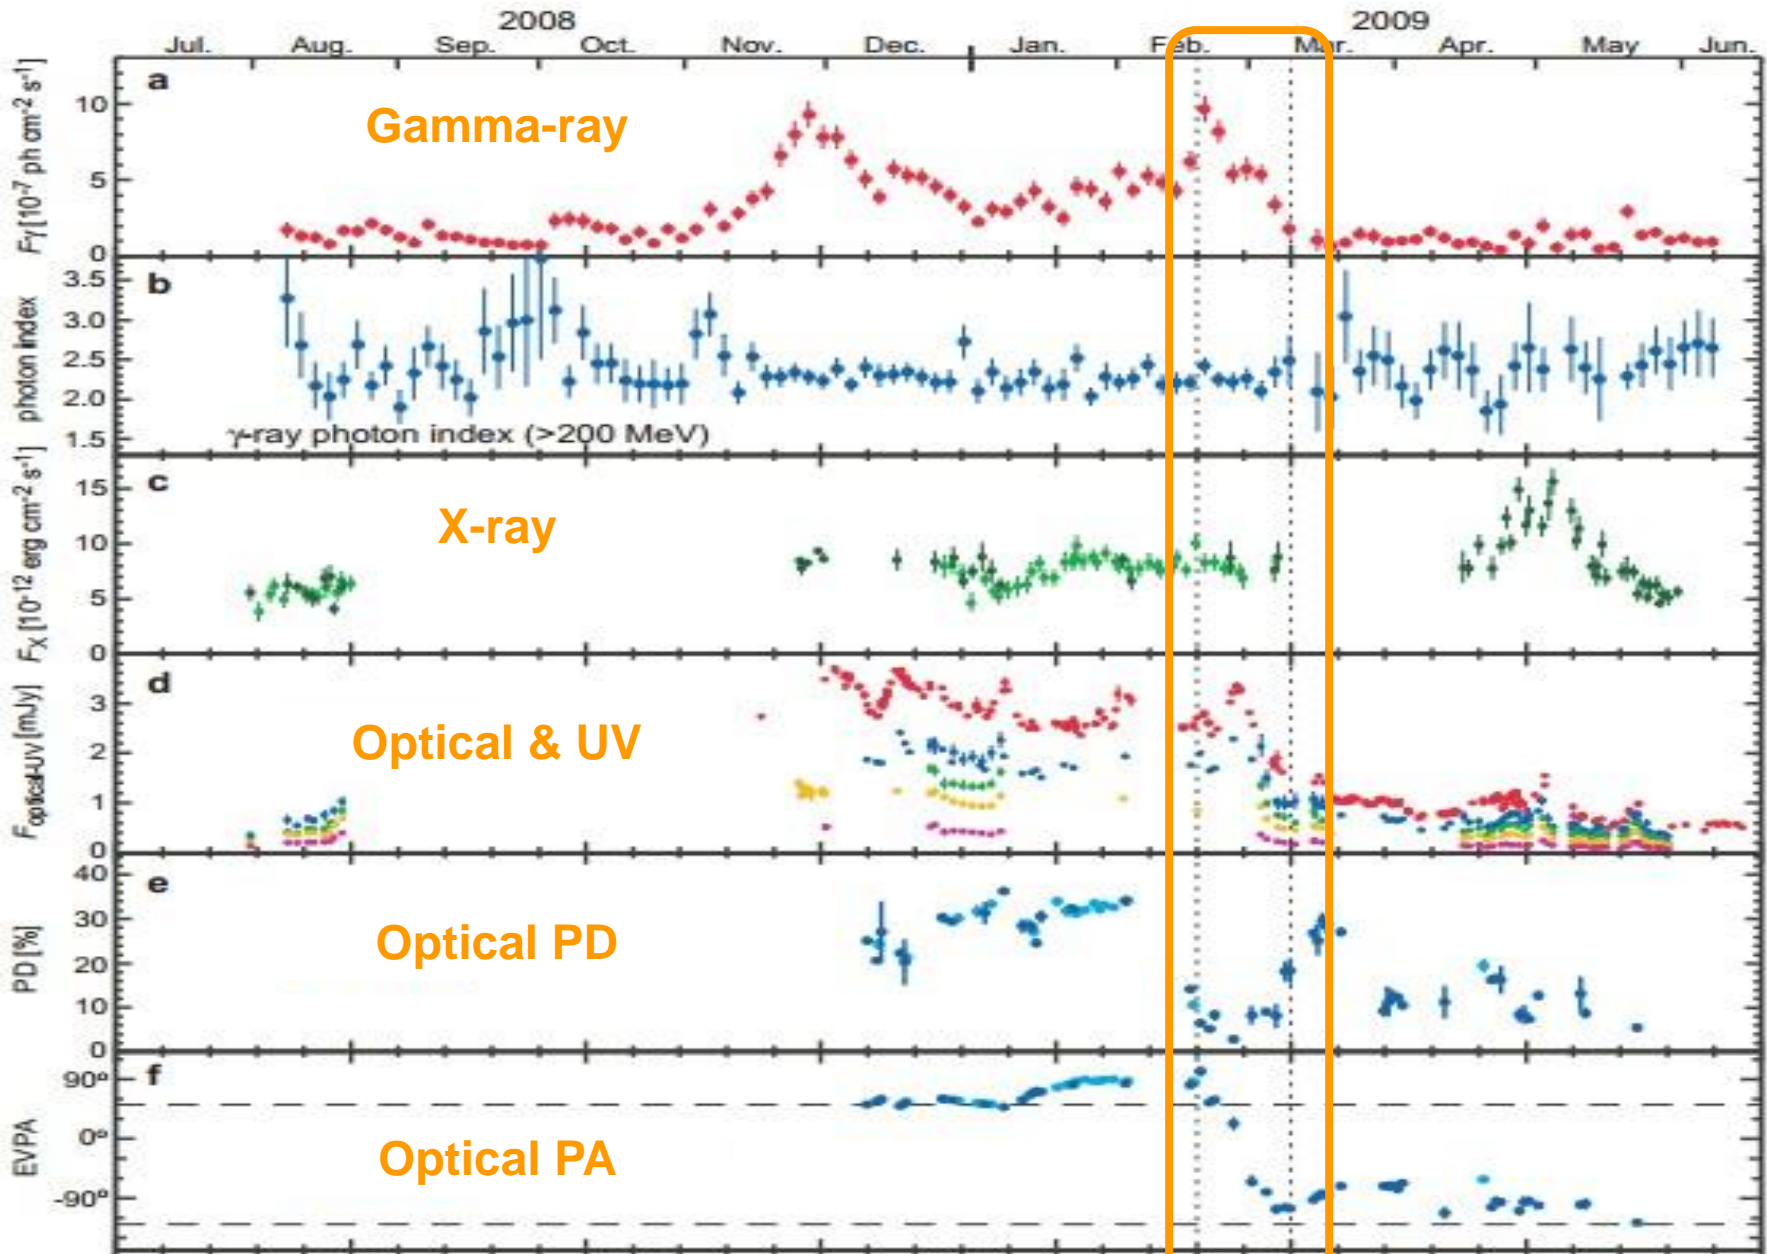 2008 2009
Jul. Aug. Sep. Oct. Nov. Dec. Jan. Feb. Mar. Apr. May Jun.
a
Gamma-ray
Fγ [10⁻⁷ ph cm⁻² s⁻¹]
10
5
0
b
photon index
3.5
3.0
2.5
2.0
1.5
γ-ray photon index (>200 MeV)
c
X-ray
FX [10⁻¹² erg cm⁻² s⁻¹]
15
10
5
0
d
Optical & UV
Foptical-UV [mJy]
3
2
1
0
e
Optical PD
PD [%]
40
30
20
10
0
f
Optical PA
EVPA
90°
0°
-90°